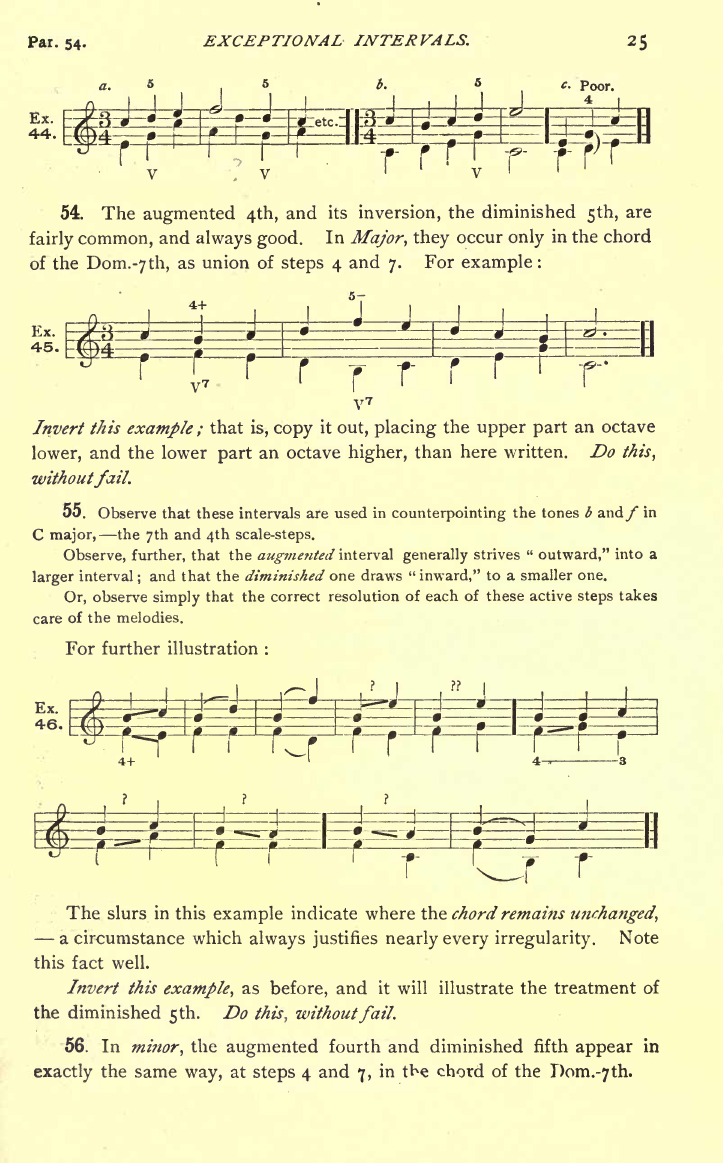 Par. 54. EXCEPTIONAL INTERVALS. 25
a. 5 5 b. 5 c. Poor.
4
Ex.
44.
etc.
V V V
54. The augmented 4th, and its inversion, the diminished 5th, are
fairly common, and always good. In Major, they occur only in the chord
of the Dom.-7th, as union of steps 4 and 7. For example:
4+ 5-
Ex.
45.
V7
V7
Invert this example; that is, copy it out, placing the upper part an octave
lower, and the lower part an octave higher, than here written. Do this,
without fail.
55. Observe that these intervals are used in counterpointing the tones b and f in
C major,—the 7th and 4th scale-steps.
Observe, further, that the augmented interval generally strives "outward," into a
larger interval; and that the diminished one draws "inward," to a smaller one.
Or, observe simply that the correct resolution of each of these active steps takes
care of the melodies.
For further illustration:
? ??
Ex.
46.
4+ 4 3
? ? ?
The slurs in this example indicate where the chord remains unchanged,
— a circumstance which always justifies nearly every irregularity. Note
this fact well.
Invert this example, as before, and it will illustrate the treatment of
the diminished 5th. Do this, without fail.
56. In minor, the augmented fourth and diminished fifth appear in
exactly the same way, at steps 4 and 7, in the chord of the Dom.-7th.